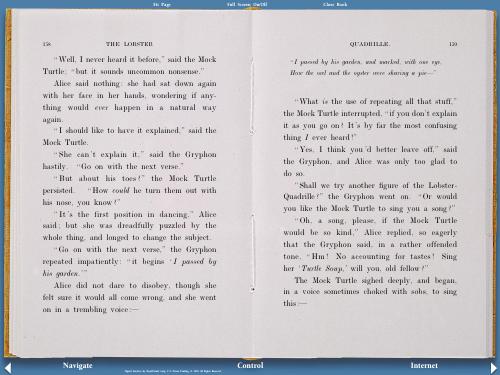 Str Page
Full Screen On/Off
Close Book
158
THE LOBSTER
"Well, I never heard it before," said the Mock
Turtle; "but it sounds uncommon nonsense."
Alice said nothing: she had sat down again
with her face in her hands, wondering if any-
thing would ever happen in a natural way
again.
"I should like to have it explained," said the
Mock Turtle.
"She can't explain it," said the Gryphon
hastily. "Go on with the next verse."
"But about his toes?" the Mock Turtle
persisted. "How could he turn them out with
his nose, you know?"
"It's the first position in dancing," Alice
said; but she was dreadfully puzzled by the
whole thing, and longed to change the subject.
"Go on with the next verse," the Gryphon
repeated impatiently: "it begins 'I passed by
his garden.'"
Alice did not dare to disobey, though she
felt sure it would all come wrong, and she went
on in a trembling voice:—
QUADRILLE.
159
"I passed by his garden, and marked, with one eye,
How the owl and the oyster were sharing a pie—"
"What is the use of repeating all that stuff,"
the Mock Turtle interrupted, "if you don't explain
it as you go on? It's by far the most confusing
thing I ever heard!"
"Yes, I think you'd better leave off," said
the Gryphon, and Alice was only too glad to
do so.
"Shall we try another figure of the Lobster-
Quadrille?" the Gryphon went on. "Or would
you like the Mock Turtle to sing you a song?"
"Oh, a song, please, if the Mock Turtle
would be so kind," Alice replied, so eagerly
that the Gryphon said, in a rather offended
tone, "Hm! No accounting for tastes! Sing
her 'Turtle Soup,' will you, old fellow?"
The Mock Turtle sighed deeply, and began,
in a voice sometimes choked with sobs, to sing
this:—
Navigate
Control
Internet